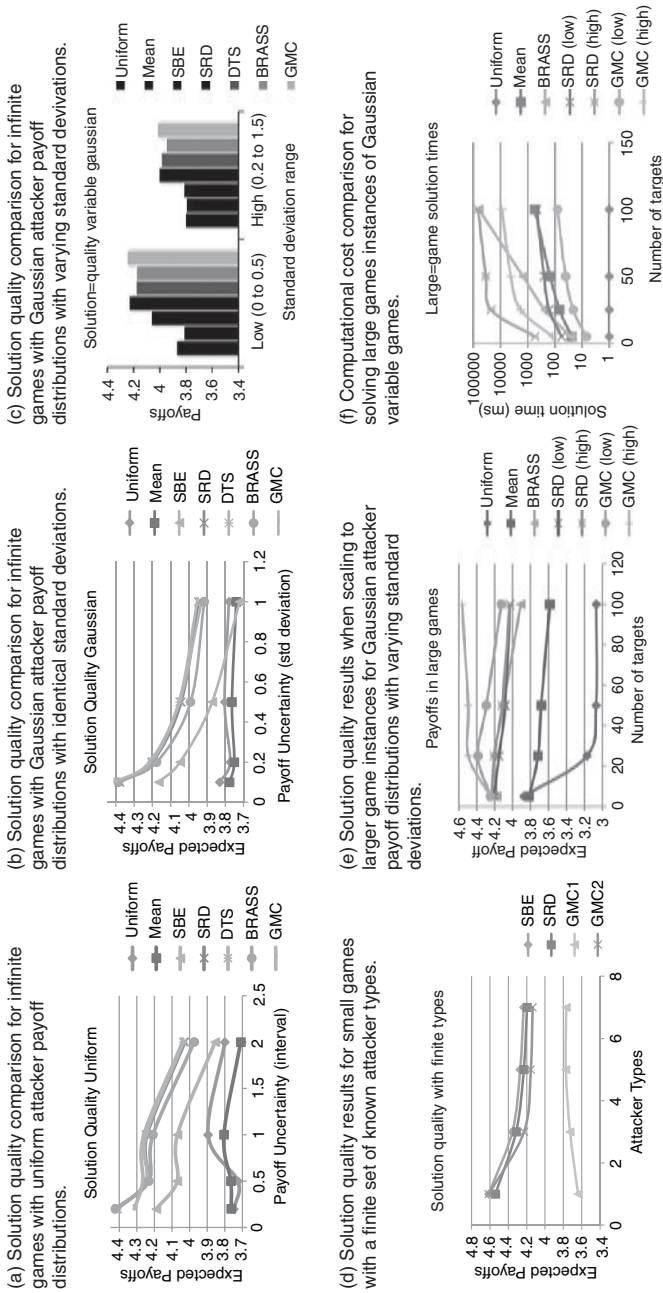 (a) Solution quality comparison for infinite
games with uniform attacker payoff
distributions.
Solution Quality Uniform
Expected Payoffs
4.4
4.3
4.2
4.1
4
3.9
3.8
3.7
0
0.5
1
1.5
2
2.5
Payoff Uncertainty (interval)
Uniform
Mean
SBE
SRD
DTS
BRASS
GMC
(b) Solution quality comparison for infinite
games with Gaussian attacker payoff
distributions with identical standard deviations.
Solution Quality Gaussian
Expected Payoffs
4.4
4.3
4.2
4.1
4
3.9
3.8
3.7
0
0.2
0.4
0.6
0.8
1
1.2
Payoff Uncertainty (std deviation)
Uniform
Mean
SBE
SRD
DTS
BRASS
GMC
(c) Solution quality comparison for infinite
games with Gaussian attacker payoff
distributions with varying standard devivations.
Solution=quality variable gaussian
Payoffs
4.4
4.2
4
3.8
3.6
3.4
Low (0 to 0.5)
High (0.2 to 1.5)
Standard deviation range
Uniform
Mean
SBE
SRD
DTS
BRASS
GMC
(d) Solution quality results for small games
with a finite set of known attacker types.
Solution quality with finite types
Expected Payoffs
4.8
4.6
4.4
4.2
4
3.8
3.6
3.4
0
2
4
6
8
Attacker Types
SBE
SRD
GMC1
GMC2
(e) Solution quality results when scaling to
larger game instances for Gaussian attacker
payoff distributions with varying standard
deviations.
Payoffs in large games
Expected Payoffs
4.6
4.4
4.2
4
3.8
3.6
3.4
3.2
3
0
20
40
60
80
100
120
Number of targets
Uniform
Mean
BRASS
SRD (low)
SRD (high)
GMC (low)
GMC (high)
(f) Computational cost comparison for
solving large games instances of Gaussian
variable games.
Large=game solution times
Solution time (ms)
100000
10000
1000
100
10
1
0
50
100
150
Number of targets
Uniform
Mean
BRASS
SRD (low)
SRD (high)
GMC (low)
GMC (high)